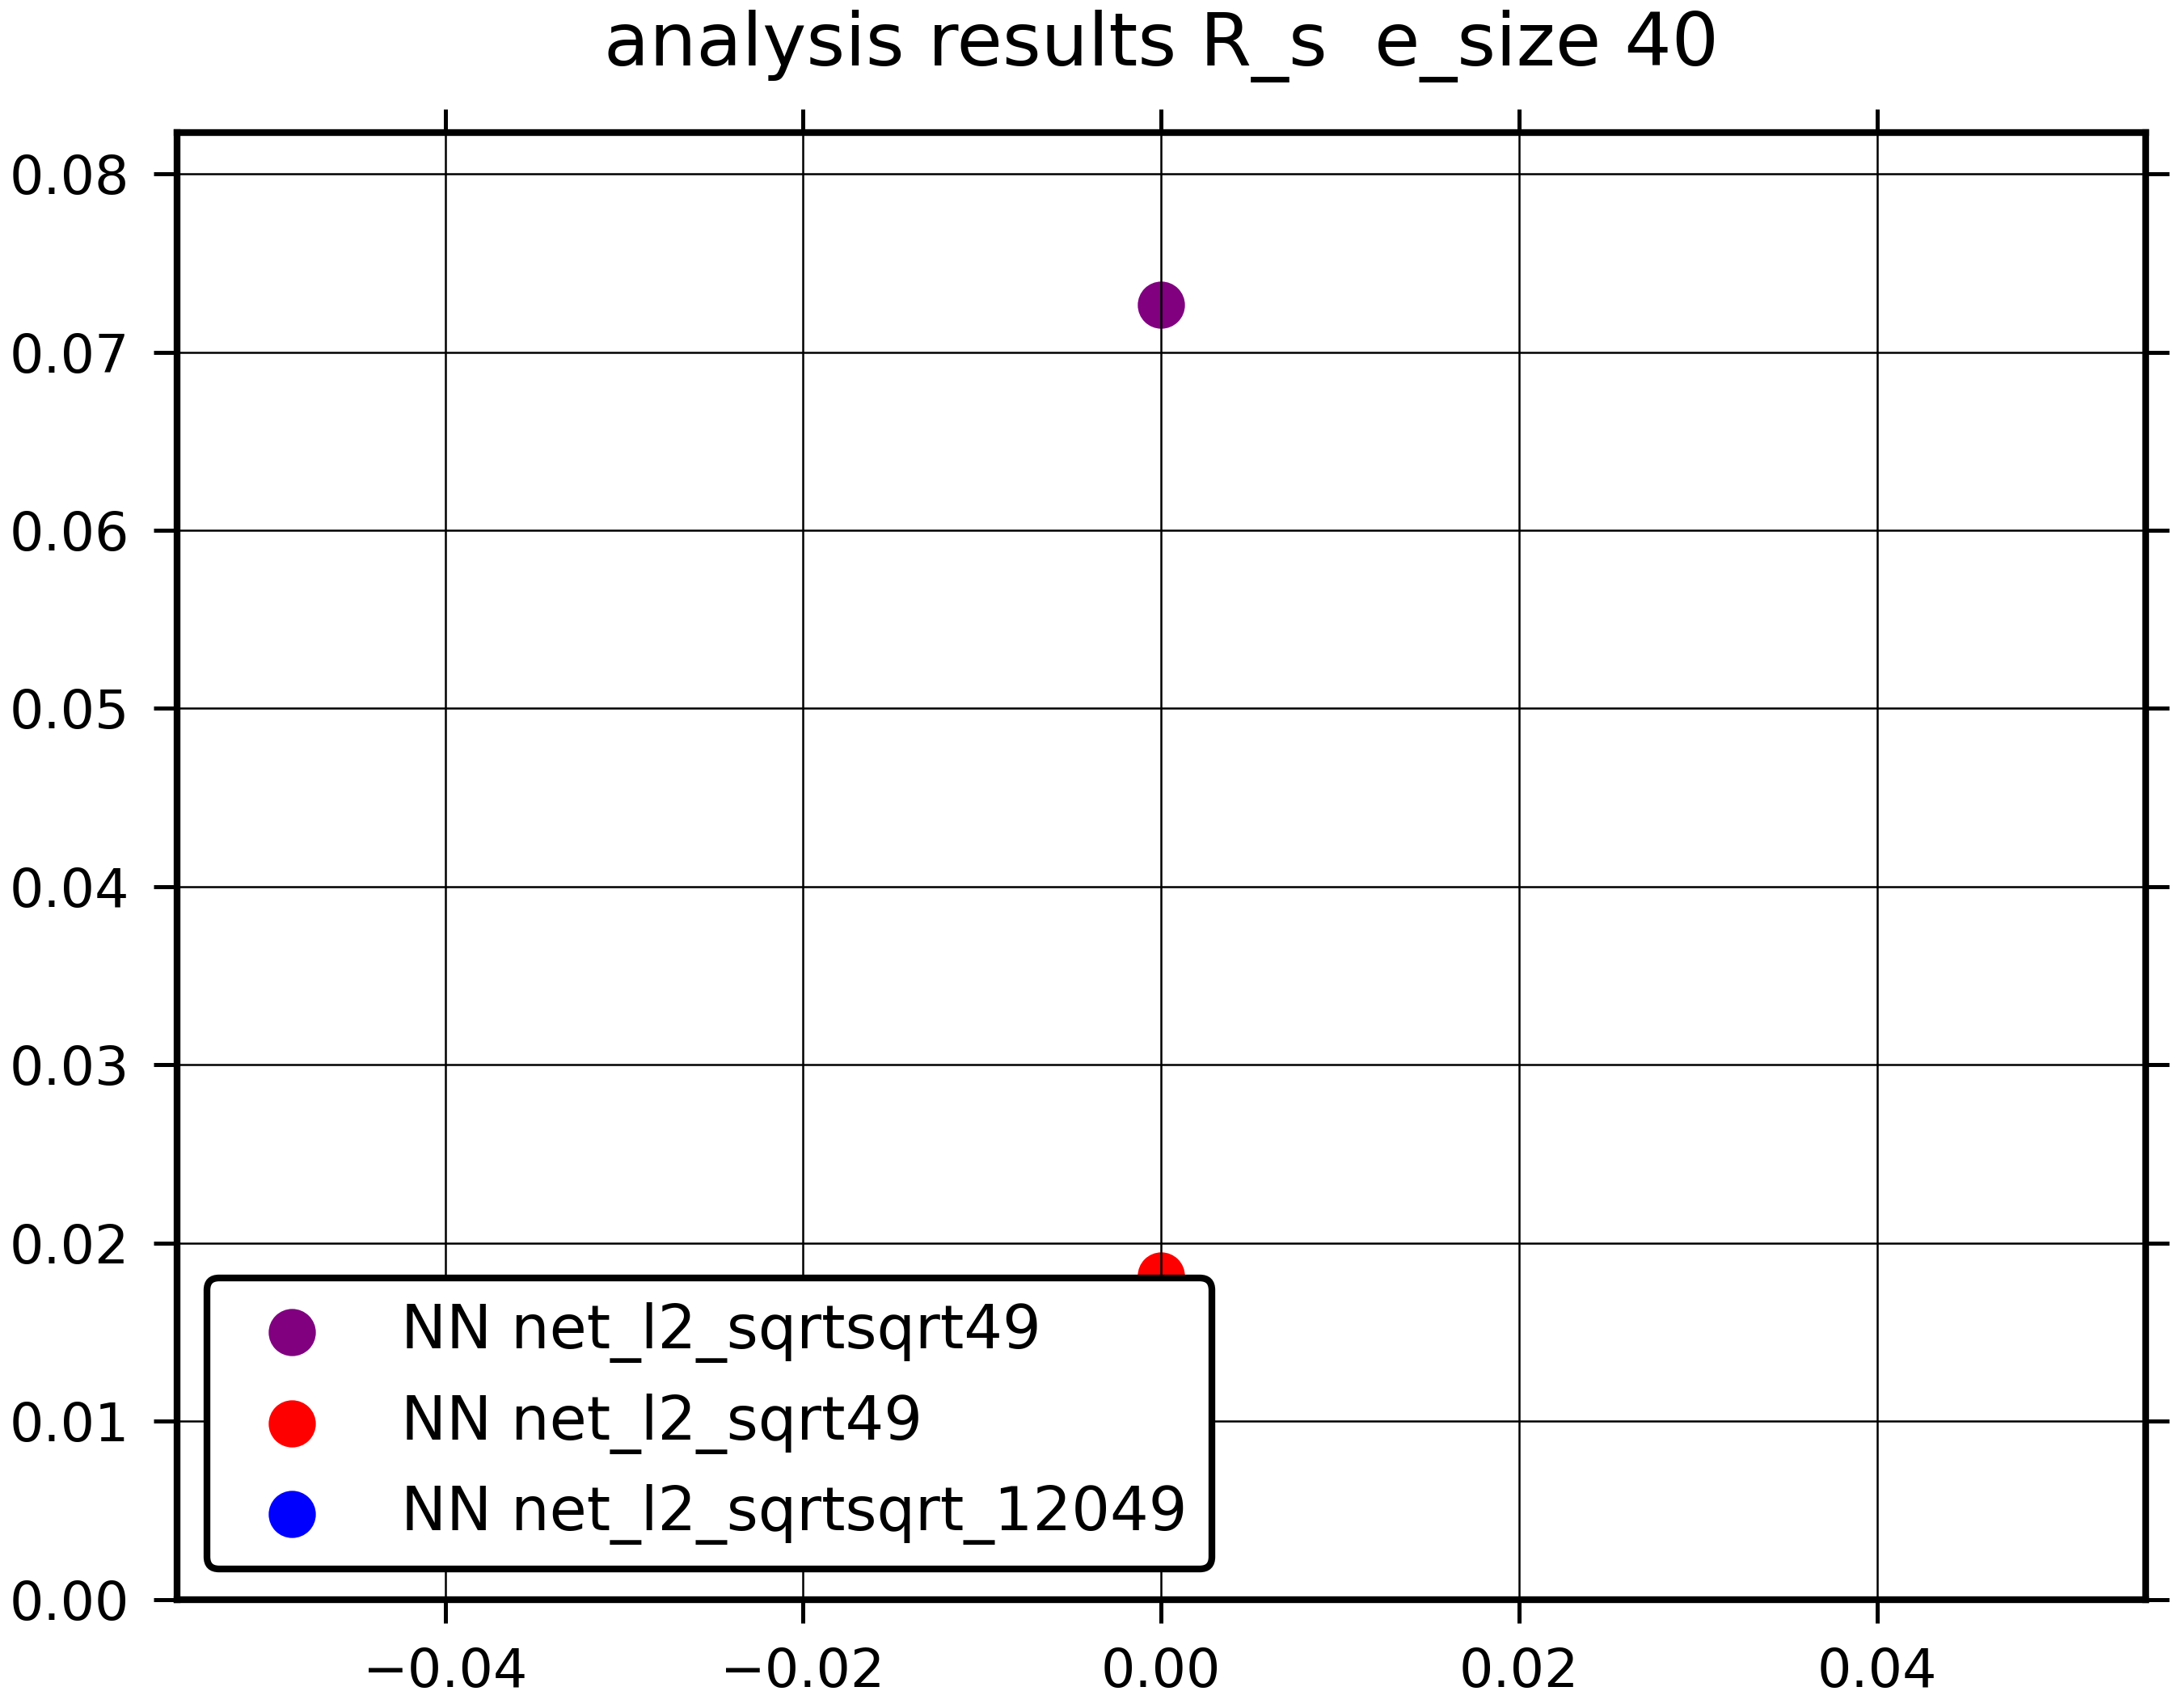 analysis results R_s  e_size 40
0.08
0.07
0.06
0.05
0.04
0.03
0.02
0.01
0.00
NN net_l2_sqrtsqrt49
NN net_l2_sqrt49
NN net_l2_sqrtsqrt_12049
−0.04 −0.02 0.00 0.02 0.04